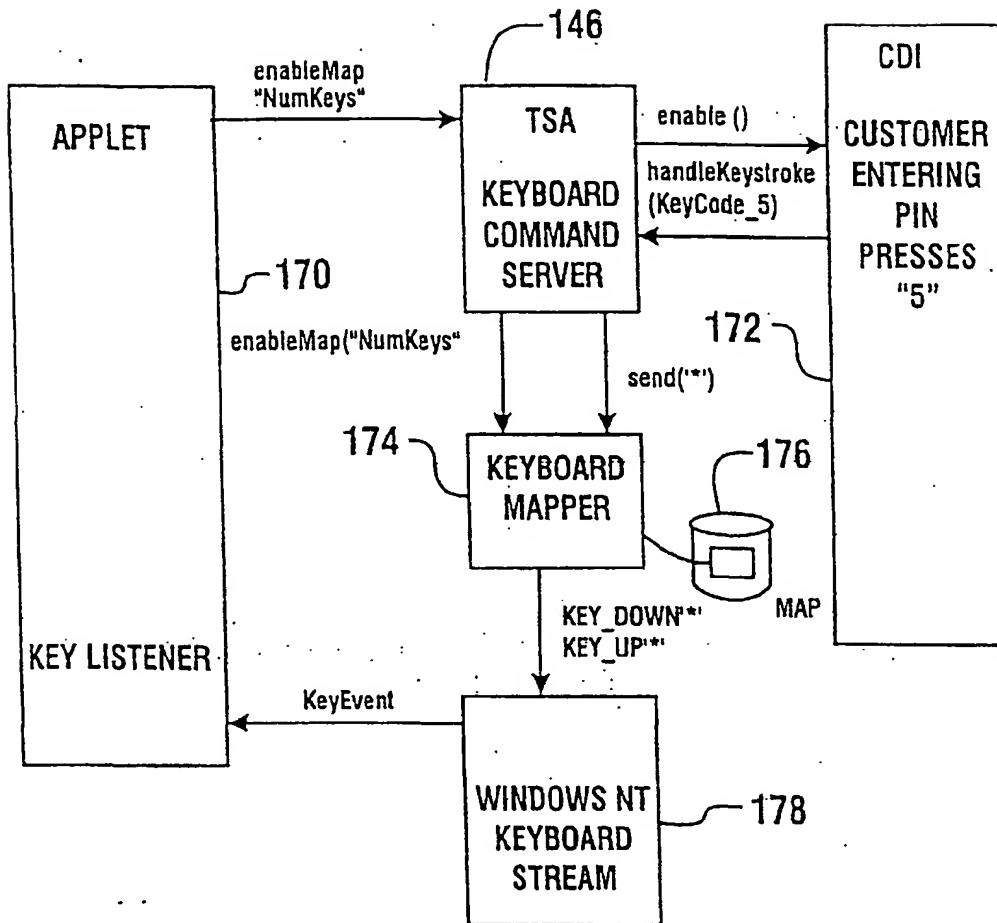 146
enableMap
"NumKeys"
APPLET
TSA
KEYBOARD
COMMAND
SERVER
enable ()
handleKeystroke
(KeyCode_5)
CDI
CUSTOMER
ENTERING
PIN
PRESSES
"5"
170
172
enableMap("NumKeys"
send('*')
174
KEYBOARD
MAPPER
176
MAP
KEY_DOWN'*'
KEY_UP'*'
KEY LISTENER
KeyEvent
WINDOWS NT
KEYBOARD
STREAM
178